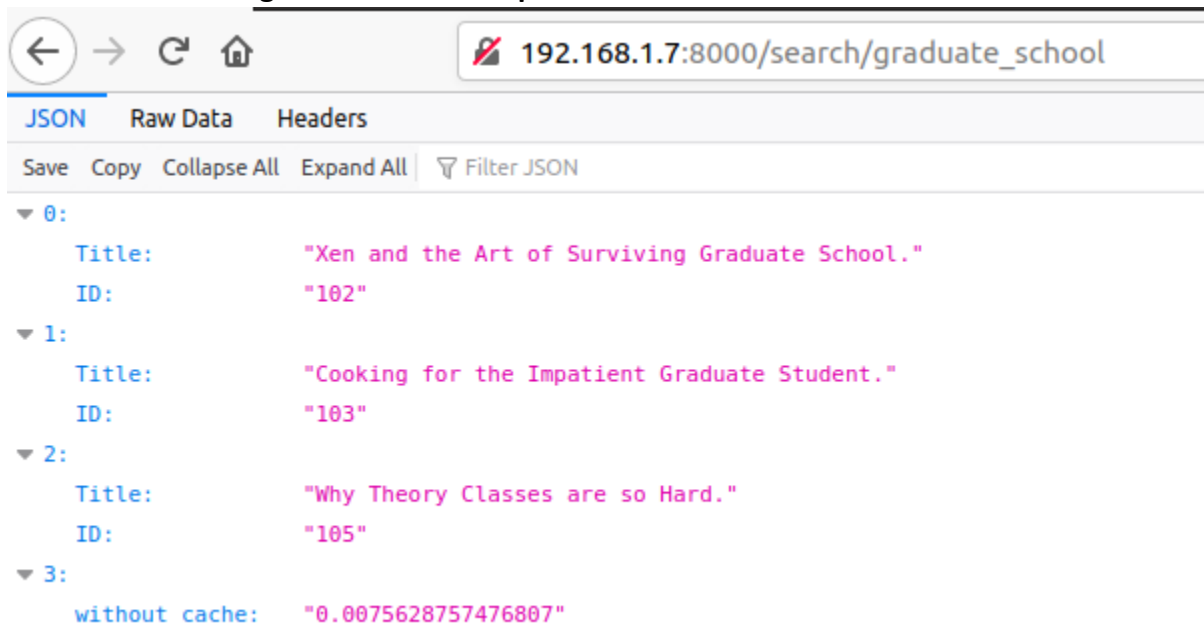 192.168.1.7:8000/search/graduate_school
JSON Raw Data Headers
Save Copy Collapse All Expand All Filter JSON
0:
Title: "Xen and the Art of Surviving Graduate School."
ID: "102"
1:
Title: "Cooking for the Impatient Graduate Student."
ID: "103"
2:
Title: "Why Theory Classes are so Hard."
ID: "105"
3:
without cache: "0.0075628757476807"